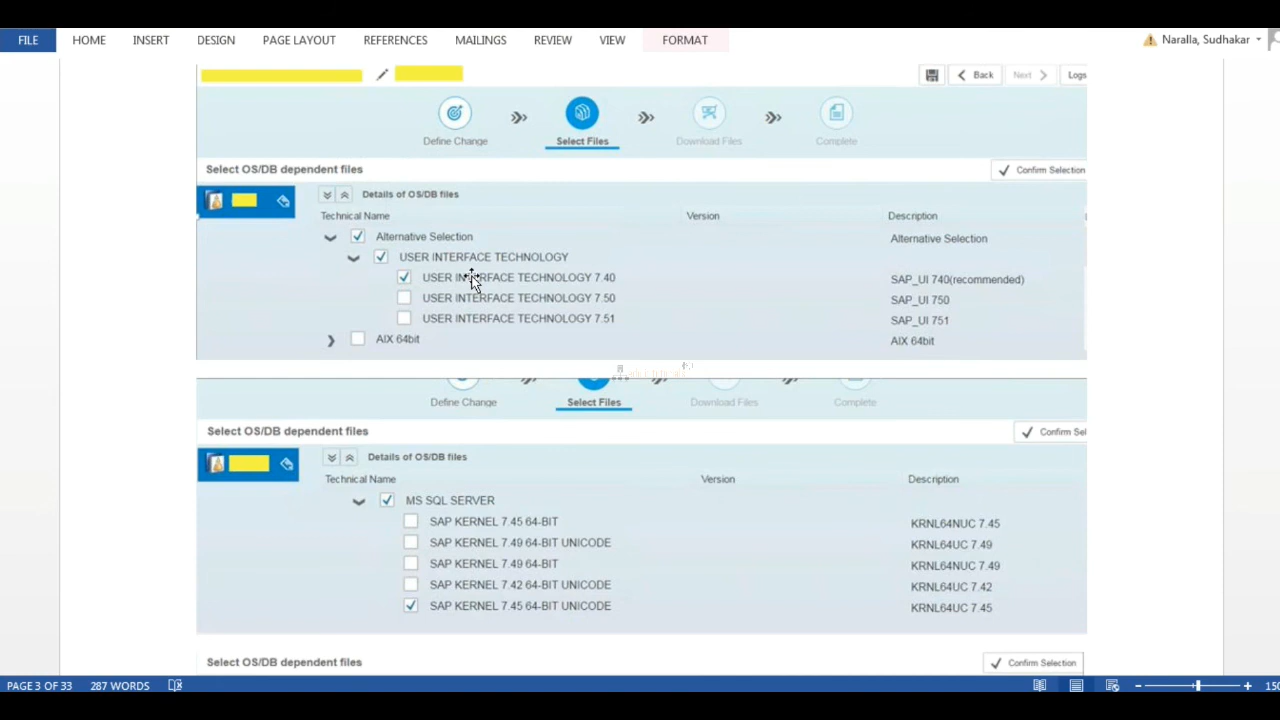 FILE HOME INSERT DESIGN PAGE LAYOUT REFERENCES MAILINGS REVIEW VIEW FORMAT Naralla, Sudhakar
Back Next Logs
Define Change Select Files Download Files Complete
Select OS/DB dependent files Confirm Selection
Details of OS/DB files
Technical Name Version Description
Alternative Selection Alternative Selection
USER INTERFACE TECHNOLOGY
USER INTERFACE TECHNOLOGY 7.40 SAP_UI 740(recommended)
USER INTERFACE TECHNOLOGY 7.50 SAP_UI 750
USER INTERFACE TECHNOLOGY 7.51 SAP_UI 751
AIX 64bit AIX 64bit
Define Change Select Files Download Files Complete
Select OS/DB dependent files Confirm Sel
Details of OS/DB files
Technical Name Version Description
MS SQL SERVER
SAP KERNEL 7.45 64-BIT KRNL64NUC 7.45
SAP KERNEL 7.49 64-BIT UNICODE KRNL64UC 7.49
SAP KERNEL 7.49 64-BIT KRNL64NUC 7.49
SAP KERNEL 7.42 64-BIT UNICODE KRNL64UC 7.42
SAP KERNEL 7.45 64-BIT UNICODE KRNL64UC 7.45
Select OS/DB dependent files Confirm Selection
PAGE 3 OF 33 287 WORDS 150